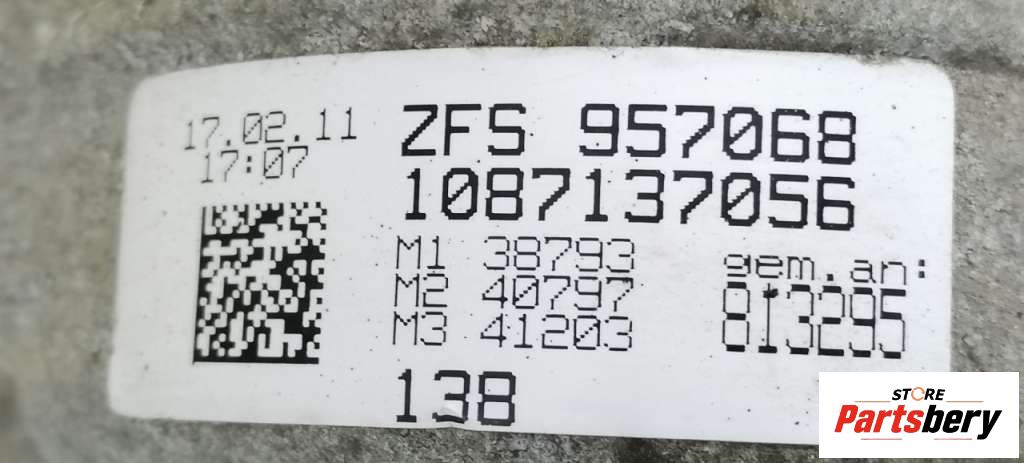 17.02.11
17:07
ZFS 957068
1087137056
M1 38793
M2 40797
M3 41203
gem.an:
813295
138
STORE
Partsbery